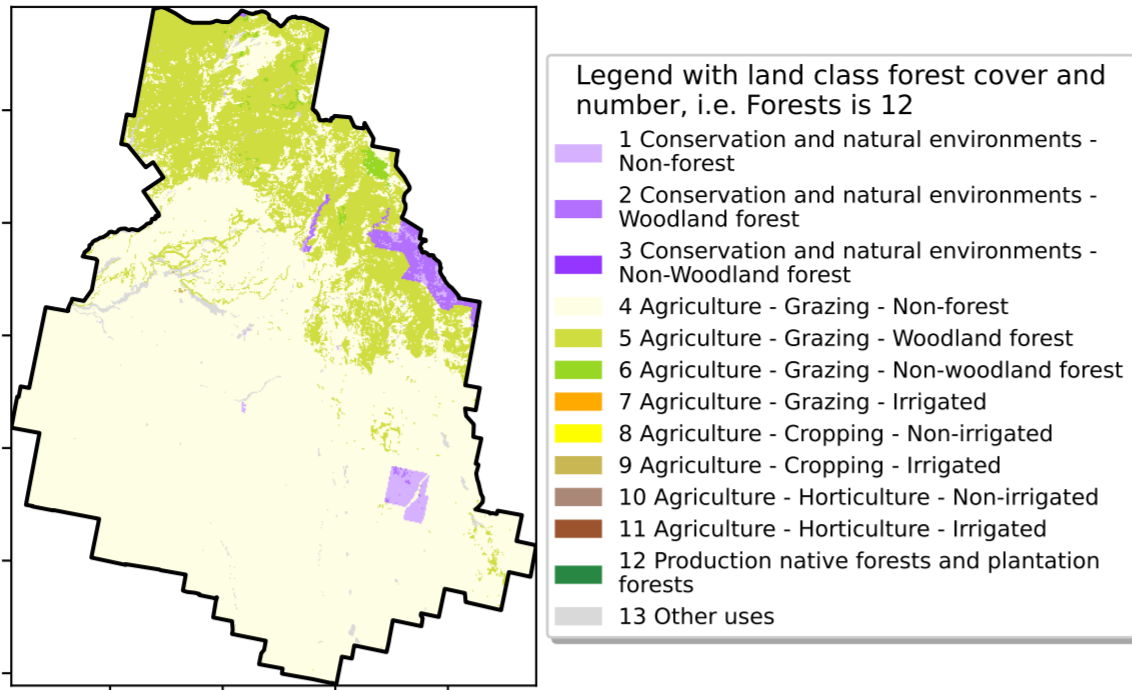 Legend with land class forest cover and
number, i.e. Forests is 12
1 Conservation and natural environments -
Non-forest
2 Conservation and natural environments -
Woodland forest
3 Conservation and natural environments -
Non-Woodland forest
4 Agriculture - Grazing - Non-forest
5 Agriculture - Grazing - Woodland forest
6 Agriculture - Grazing - Non-woodland forest
7 Agriculture - Grazing - Irrigated
8 Agriculture - Cropping - Non-irrigated
9 Agriculture - Cropping - Irrigated
10 Agriculture - Horticulture - Non-irrigated
11 Agriculture - Horticulture - Irrigated
12 Production native forests and plantation
forests
13 Other uses